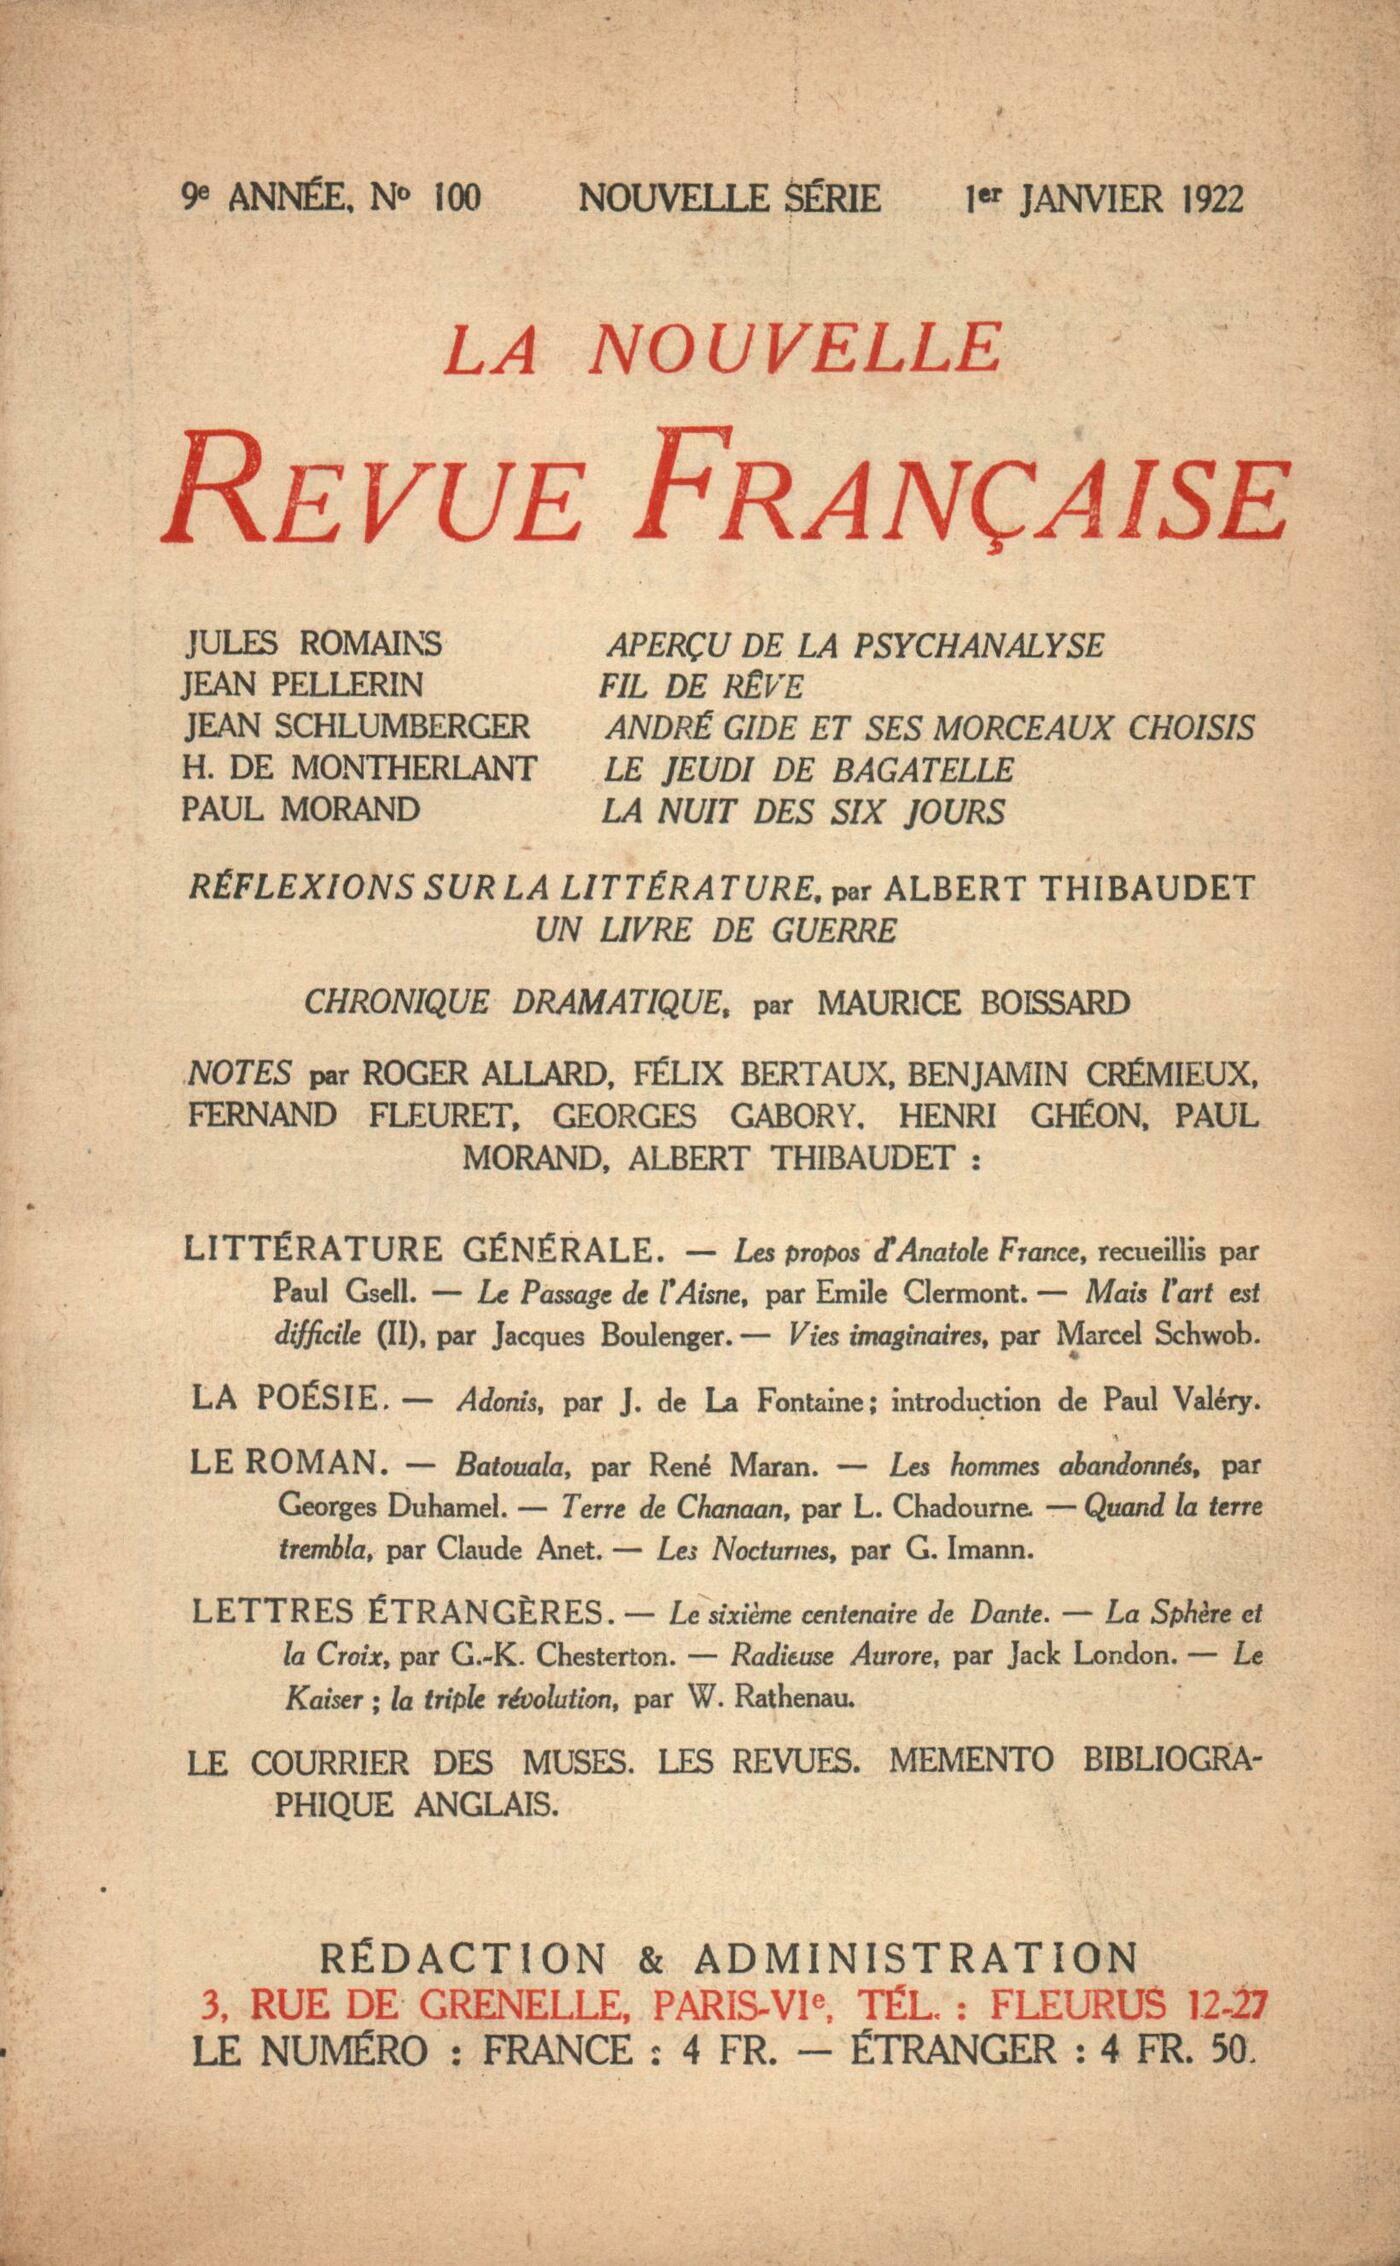 9e ANNÉE, No 100 NOUVELLE SÉRIE 1er JANVIER 1922
LA NOUVELLE
REVUE FRANÇAISE
JULES ROMAINS APERÇU DE LA PSYCHANALYSE
JEAN PELLERIN FIL DE RÊVE
JEAN SCHLUMBERGER ANDRÉ GIDE ET SES MORCEAUX CHOISIS
H. DE MONTHERLANT LE JEUDI DE BAGATELLE
PAUL MORAND LA NUIT DES SIX JOURS
RÉFLEXIONS SUR LA LITTÉRATURE, par ALBERT THIBAUDET
UN LIVRE DE GUERRE
CHRONIQUE DRAMATIQUE, par MAURICE BOISSARD
NOTES par ROGER ALLARD, FÉLIX BERTAUX, BENJAMIN CRÉMIEUX,
FERNAND FLEURET, GEORGES GABORY, HENRI GHÉON, PAUL
MORAND, ALBERT THIBAUDET :
LITTÉRATURE GÉNÉRALE. — Les propos d'Anatole France, recueillis par
Paul Gsell. — Le Passage de l'Aisne, par Emile Clermont. — Mais l'art est
difficile (II), par Jacques Boulenger. — Vies imaginaires, par Marcel Schwob.
LA POÉSIE. — Adonis, par J. de La Fontaine ; introduction de Paul Valéry.
LE ROMAN. — Batouala, par René Maran. — Les hommes abandonnés, par
Georges Duhamel. — Terre de Chanaan, par L. Chadourne. — Quand la terre
trembla, par Claude Anet. — Les Nocturnes, par G. Imann.
LETTRES ÉTRANGÈRES. — Le sixième centenaire de Dante. — La Sphère et
la Croix, par G.-K. Chesterton. — Radieuse Aurore, par Jack London. — Le
Kaiser ; la triple révolution, par W. Rathenau.
LE COURRIER DES MUSES. LES REVUES. MEMENTO BIBLIOGRA-
PHIQUE ANGLAIS.
RÉDACTION & ADMINISTRATION
3, RUE DE GRENELLE, PARIS-VIe, TÉL. : FLEURUS 12-27
LE NUMÉRO : FRANCE : 4 FR. — ÉTRANGER : 4 FR. 50.